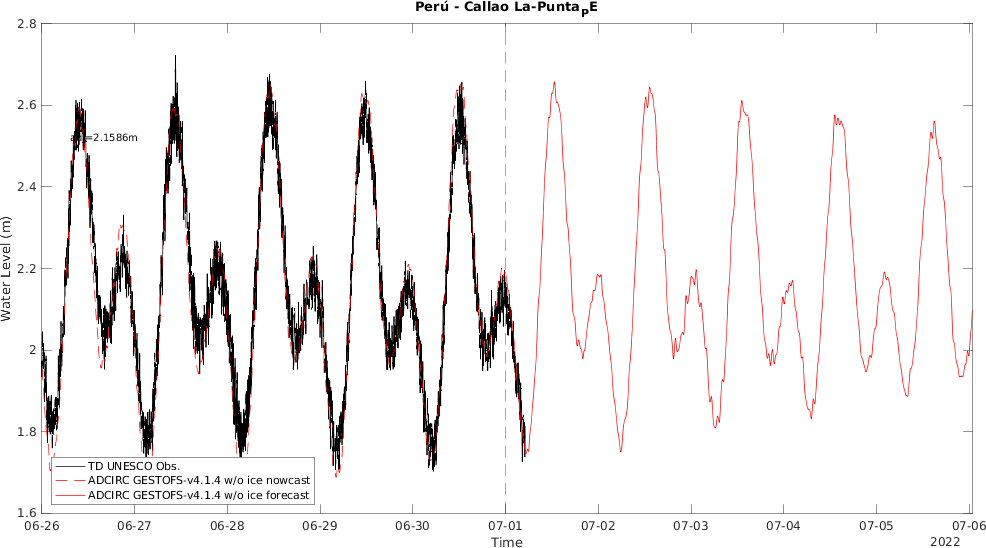 Perú - Callao La-PuntapE
2.8
2.6
2.4
2.2
2
1.8
1.6
Water Level (m)
=2.1586m
TD UNESCO Obs.
ADCIRC GESTOFS-v4.1.4 w/o ice nowcast
ADCIRC GESTOFS-v4.1.4 w/o ice forecast
06-26 06-27 06-28 06-29 06-30 07-01 07-02 07-03 07-04 07-05 07-06
Time
2022